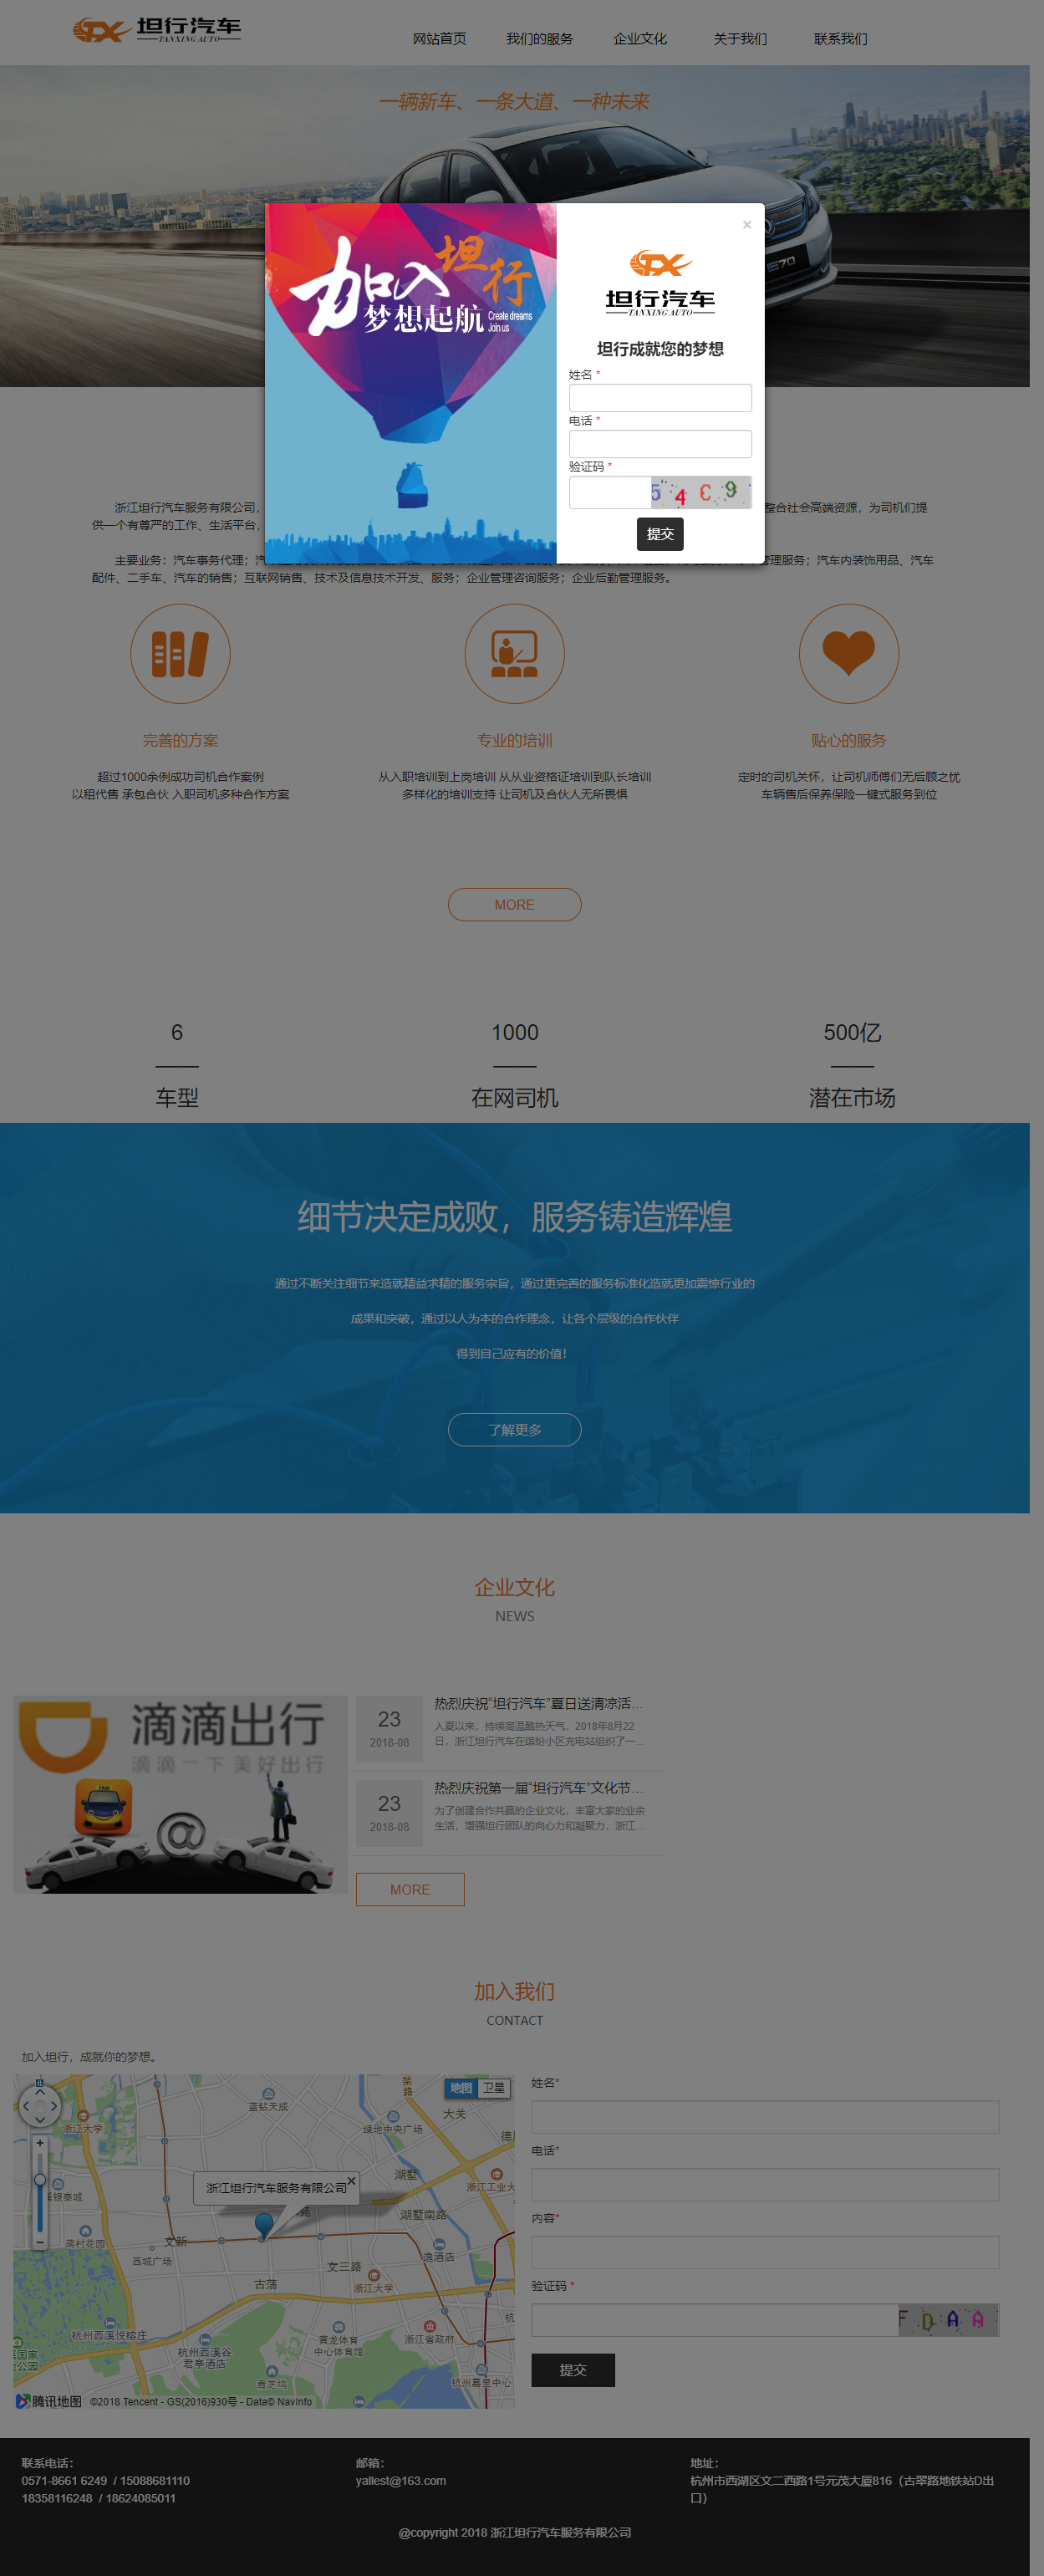 坦行汽车
TANXING AUTO
网站首页
我们的服务
企业文化
关于我们
联系我们
一辆新车、一条大道、一种未来
E70
加入坦行
梦想起航
Create dreams
Join us
×
坦行汽车
TANXING AUTO
坦行成就您的梦想
姓名 *
电话 *
验证码 *
5 4 C 9
提交
浙江坦行汽车服务有限公司，
整合社会高端资源，为司机们提
供一个有尊严的工作、生活平台，
主要业务：汽车事务代理；汽
管理服务；汽车内装饰用品、汽车
配件、二手车、汽车的销售；互联网销售、技术及信息技术开发、服务；企业管理咨询服务；企业后勤管理服务。
完善的方案
专业的培训
贴心的服务
超过1000余例成功司机合作案例
以租代售 承包合伙 入职司机多种合作方案
从入职培训到上岗培训 从从业资格证培训到队长培训
多样化的培训支持 让司机及合伙人无所畏惧
定时的司机关怀，让司机师傅们无后顾之忧
车辆售后保养保险一键式服务到位
MORE
6
1000
500亿
车型
在网司机
潜在市场
细节决定成败，服务铸造辉煌
通过不断关注细节来造就精益求精的服务宗旨，通过更完善的服务标准化造就更加震惊行业的
成果和突破，通过以人为本的合作理念，让各个层级的合作伙伴
得到自己应有的价值！
了解更多
企业文化
NEWS
滴滴出行
滴滴一下 美好出行
TAXI
@
23
2018-08
热烈庆祝“坦行汽车”夏日送清凉活...
入夏以来，持续高温酷热天气，2018年8月22
日，浙江坦行汽车在缤纷小区充电站组织了一...
23
2018-08
热烈庆祝第一届“坦行汽车”文化节...
为了创建合作共赢的企业文化，丰富大家的业余
生活，增强坦行团队的向心力和凝聚力，浙江...
MORE
加入我们
CONTACT
加入坦行，成就你的梦想。
北
地图
卫星
浙江大学
蓝钻天成
绿地中央广场
大关
湖墅
浙江工业大
溪银泰城
浙江坦行汽车服务有限公司
湖墅南路
蒋村花园
文新
西城广场
逸酒店
文三路
古荡
浙江大学
杭州西溪悦榕庄
杭州西溪谷
君亭酒店
黄龙体育
中心体育馆
浙江省政府
青芝坞
杭州嘉里中心
国家
公园
腾讯地图
©2018 Tencent - GS(2016)930号 - Data© NavInfo
姓名*
电话*
内容*
验证码 *
F D A A
提交
联系电话：
0571-8661 6249 / 15088681110
18358116248 / 18624085011
邮箱：
yallest@163.com
地址：
杭州市西湖区文二西路1号元茂大厦816（古翠路地铁站D出
口）
@copyright 2018 浙江坦行汽车服务有限公司